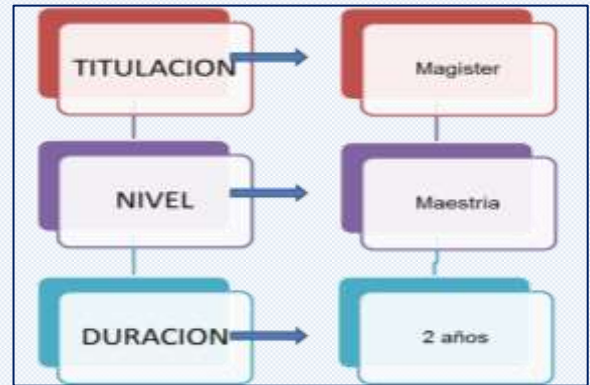 TITULACION
Magister
NIVEL
Maestria
DURACION
2 años